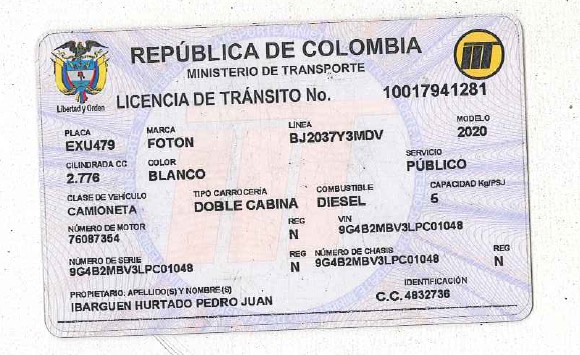 REPÚBLICA DE COLOMBIA
MINISTERIO DE TRANSPORTE
Libertad y Orden
LICENCIA DE TRÁNSITO No. 10017941281
PLACA MARCA LÍNEA MODELO
EXU479 FOTON BJ2037Y3MDV 2020
CILINDRADA CC COLOR SERVICIO
2.776 BLANCO PÚBLICO
CLASE DE VEHÍCULO TIPO CARROCERÍA COMBUSTIBLE CAPACIDAD Kg/PSJ
CAMIONETA DOBLE CABINA DIESEL 5
NÚMERO DE MOTOR REG VIN
76087354 N 9G4B2MBV3LPC01048
NÚMERO DE SERIE REG NÚMERO DE CHASIS REG
9G4B2MBV3LPC01048 N 9G4B2MBV3LPC01048 N
PROPIETARIO: APELLIDO(S) Y NOMBRE(S) IDENTIFICACIÓN
IBARGUEN HURTADO PEDRO JUAN C.C. 4832736